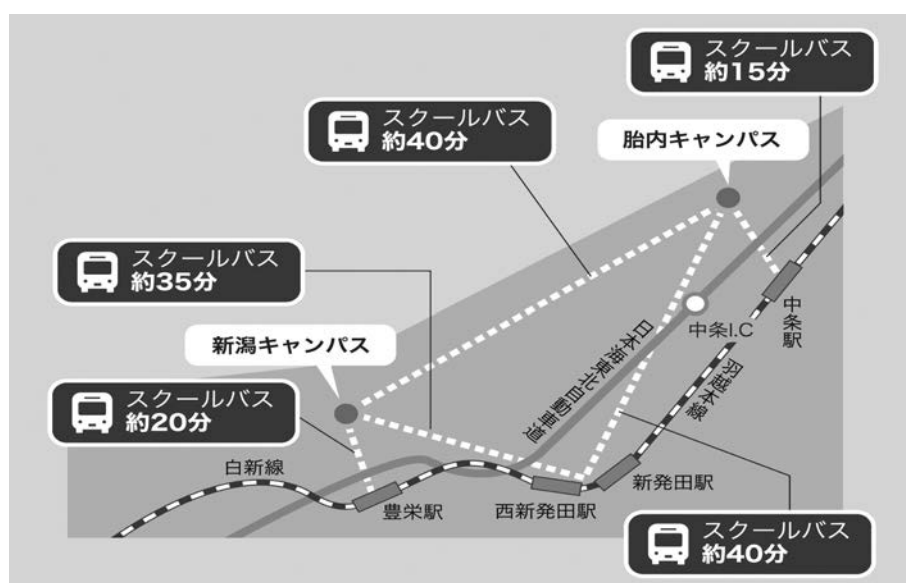 スクールバス
約15分
スクールバス
約40分
胎内キャンパス
スクールバス
約35分
新潟キャンパス
スクールバス
約20分
中条I.C
中条駅
日本海東北自動車道
羽越本線
白新線
豊栄駅
西新発田駅
新発田駅
スクールバス
約40分